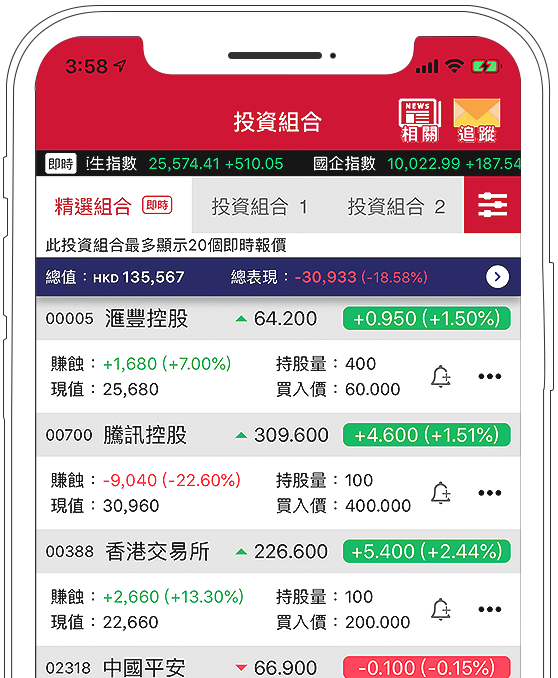 3:58
投資組合
NEWS
相關
追蹤
即時 恆生指數 25,574.41 +510.05 國企指數 10,022.99 +187.54
精選組合 即時 投資組合 1 投資組合 2
此投資組合最多顯示20個即時報價
總值：HKD 135,567 總表現：-30,933 (-18.58%)
00005 滙豐控股 64.200 +0.950 (+1.50%)
賺蝕：+1,680 (+7.00%) 持股量：400
現值：25,680 買入價：60.000
00700 騰訊控股 309.600 +4.600 (+1.51%)
賺蝕：-9,040 (-22.60%) 持股量：100
現值：30,960 買入價：400.000
00388 香港交易所 226.600 +5.400 (+2.44%)
賺蝕：+2,660 (+13.30%) 持股量：100
現值：22,660 買入價：200.000
02318 中國平安 66.900 -0.100 (-0.15%)